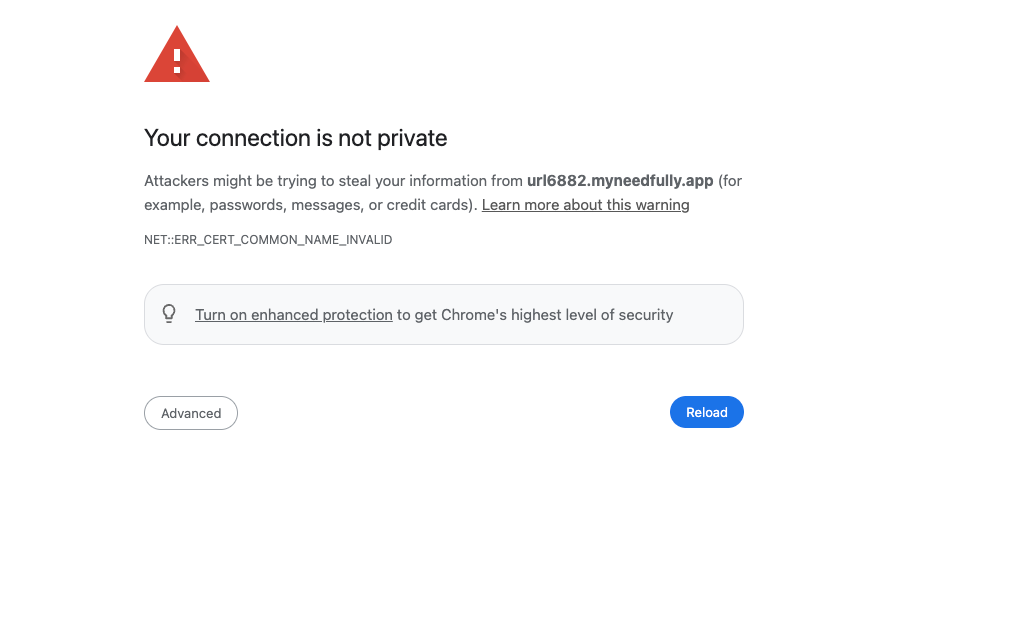 Your connection is not private
Attackers might be trying to steal your information from url6882.myneedfully.app (for
example, passwords, messages, or credit cards). Learn more about this warning
NET::ERR_CERT_COMMON_NAME_INVALID
Turn on enhanced protection to get Chrome's highest level of security
Advanced
Reload